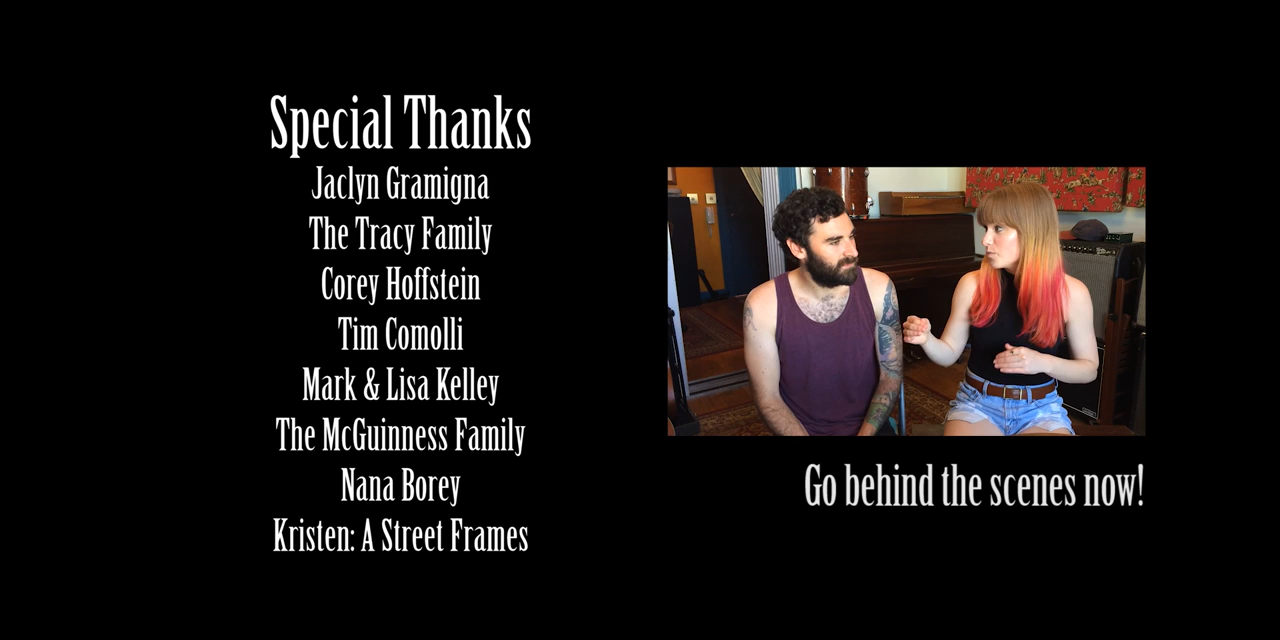 Special Thanks
Jaclyn Gramigna
The Tracy Family
Corey Hoffstein
Tim Comolli
Mark & Lisa Kelley
The McGuinness Family
Nana Borey
Kristen: A Street Frames
Go behind the scenes now!